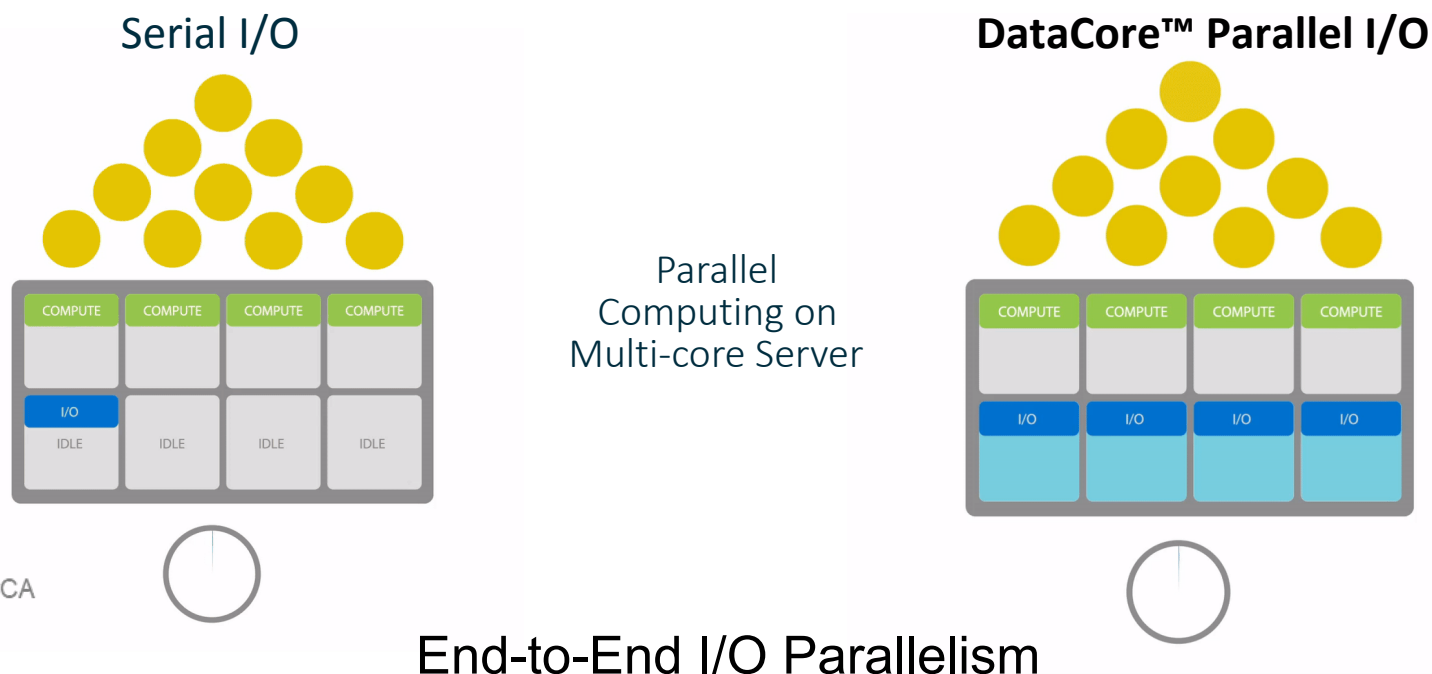 Serial I/O
DataCore™ Parallel I/O
COMPUTE COMPUTE COMPUTE COMPUTE
I/O
IDLE IDLE IDLE IDLE
Parallel
Computing on
Multi-core Server
COMPUTE COMPUTE COMPUTE COMPUTE
I/O I/O I/O I/O
CA
End-to-End I/O Parallelism